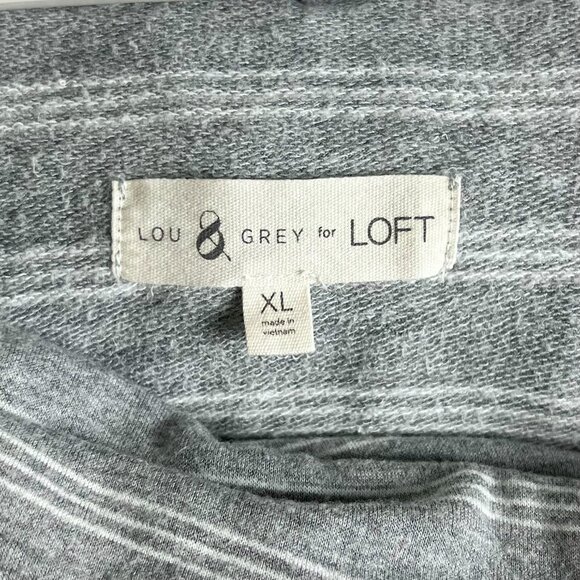 LOU & GREY for LOFT
XL
made in
vietnam